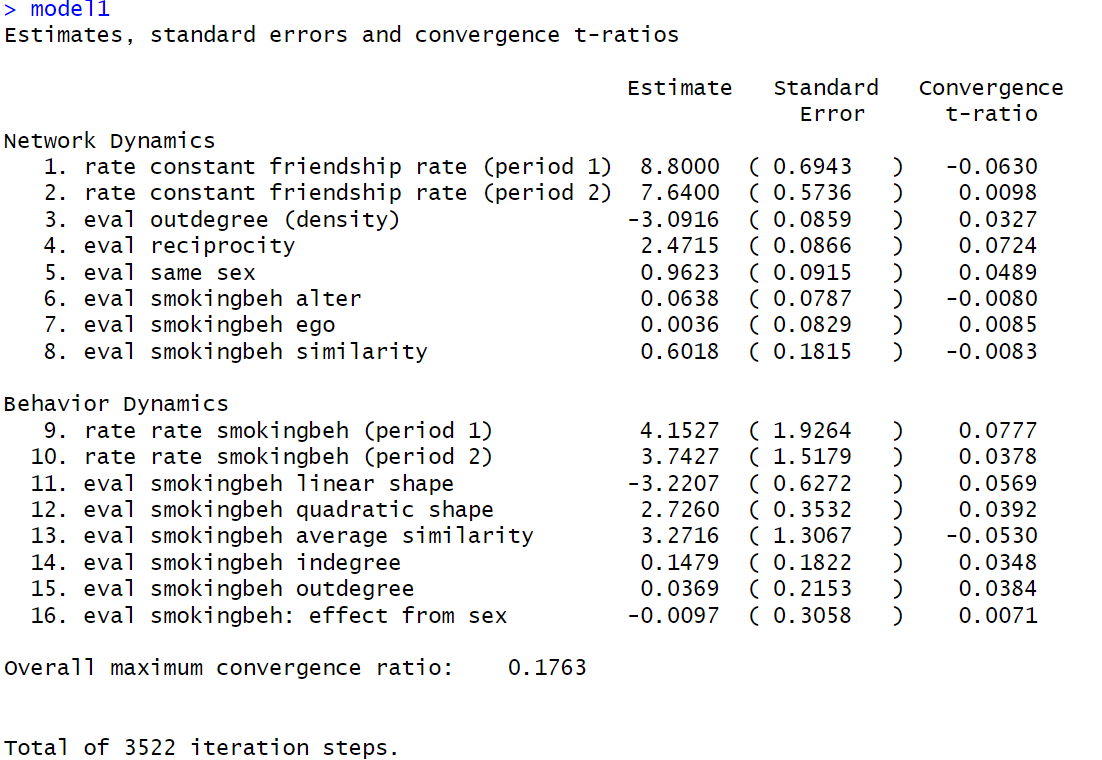 > model1
Estimates, standard errors and convergence t-ratios
Estimate Standard Convergence
Error t-ratio
Network Dynamics
1. rate constant friendship rate (period 1) 8.8000 ( 0.6943 ) -0.0630
2. rate constant friendship rate (period 2) 7.6400 ( 0.5736 ) 0.0098
3. eval outdegree (density) -3.0916 ( 0.0859 ) 0.0327
4. eval reciprocity 2.4715 ( 0.0866 ) 0.0724
5. eval same sex 0.9623 ( 0.0915 ) 0.0489
6. eval smokingbeh alter 0.0638 ( 0.0787 ) -0.0080
7. eval smokingbeh ego 0.0036 ( 0.0829 ) 0.0085
8. eval smokingbeh similarity 0.6018 ( 0.1815 ) -0.0083
Behavior Dynamics
9. rate rate smokingbeh (period 1) 4.1527 ( 1.9264 ) 0.0777
10. rate rate smokingbeh (period 2) 3.7427 ( 1.5179 ) 0.0378
11. eval smokingbeh linear shape -3.2207 ( 0.6272 ) 0.0569
12. eval smokingbeh quadratic shape 2.7260 ( 0.3532 ) 0.0392
13. eval smokingbeh average similarity 3.2716 ( 1.3067 ) -0.0530
14. eval smokingbeh indegree 0.1479 ( 0.1822 ) 0.0348
15. eval smokingbeh outdegree 0.0369 ( 0.2153 ) 0.0384
16. eval smokingbeh: effect from sex -0.0097 ( 0.3058 ) 0.0071
Overall maximum convergence ratio: 0.1763
Total of 3522 iteration steps.